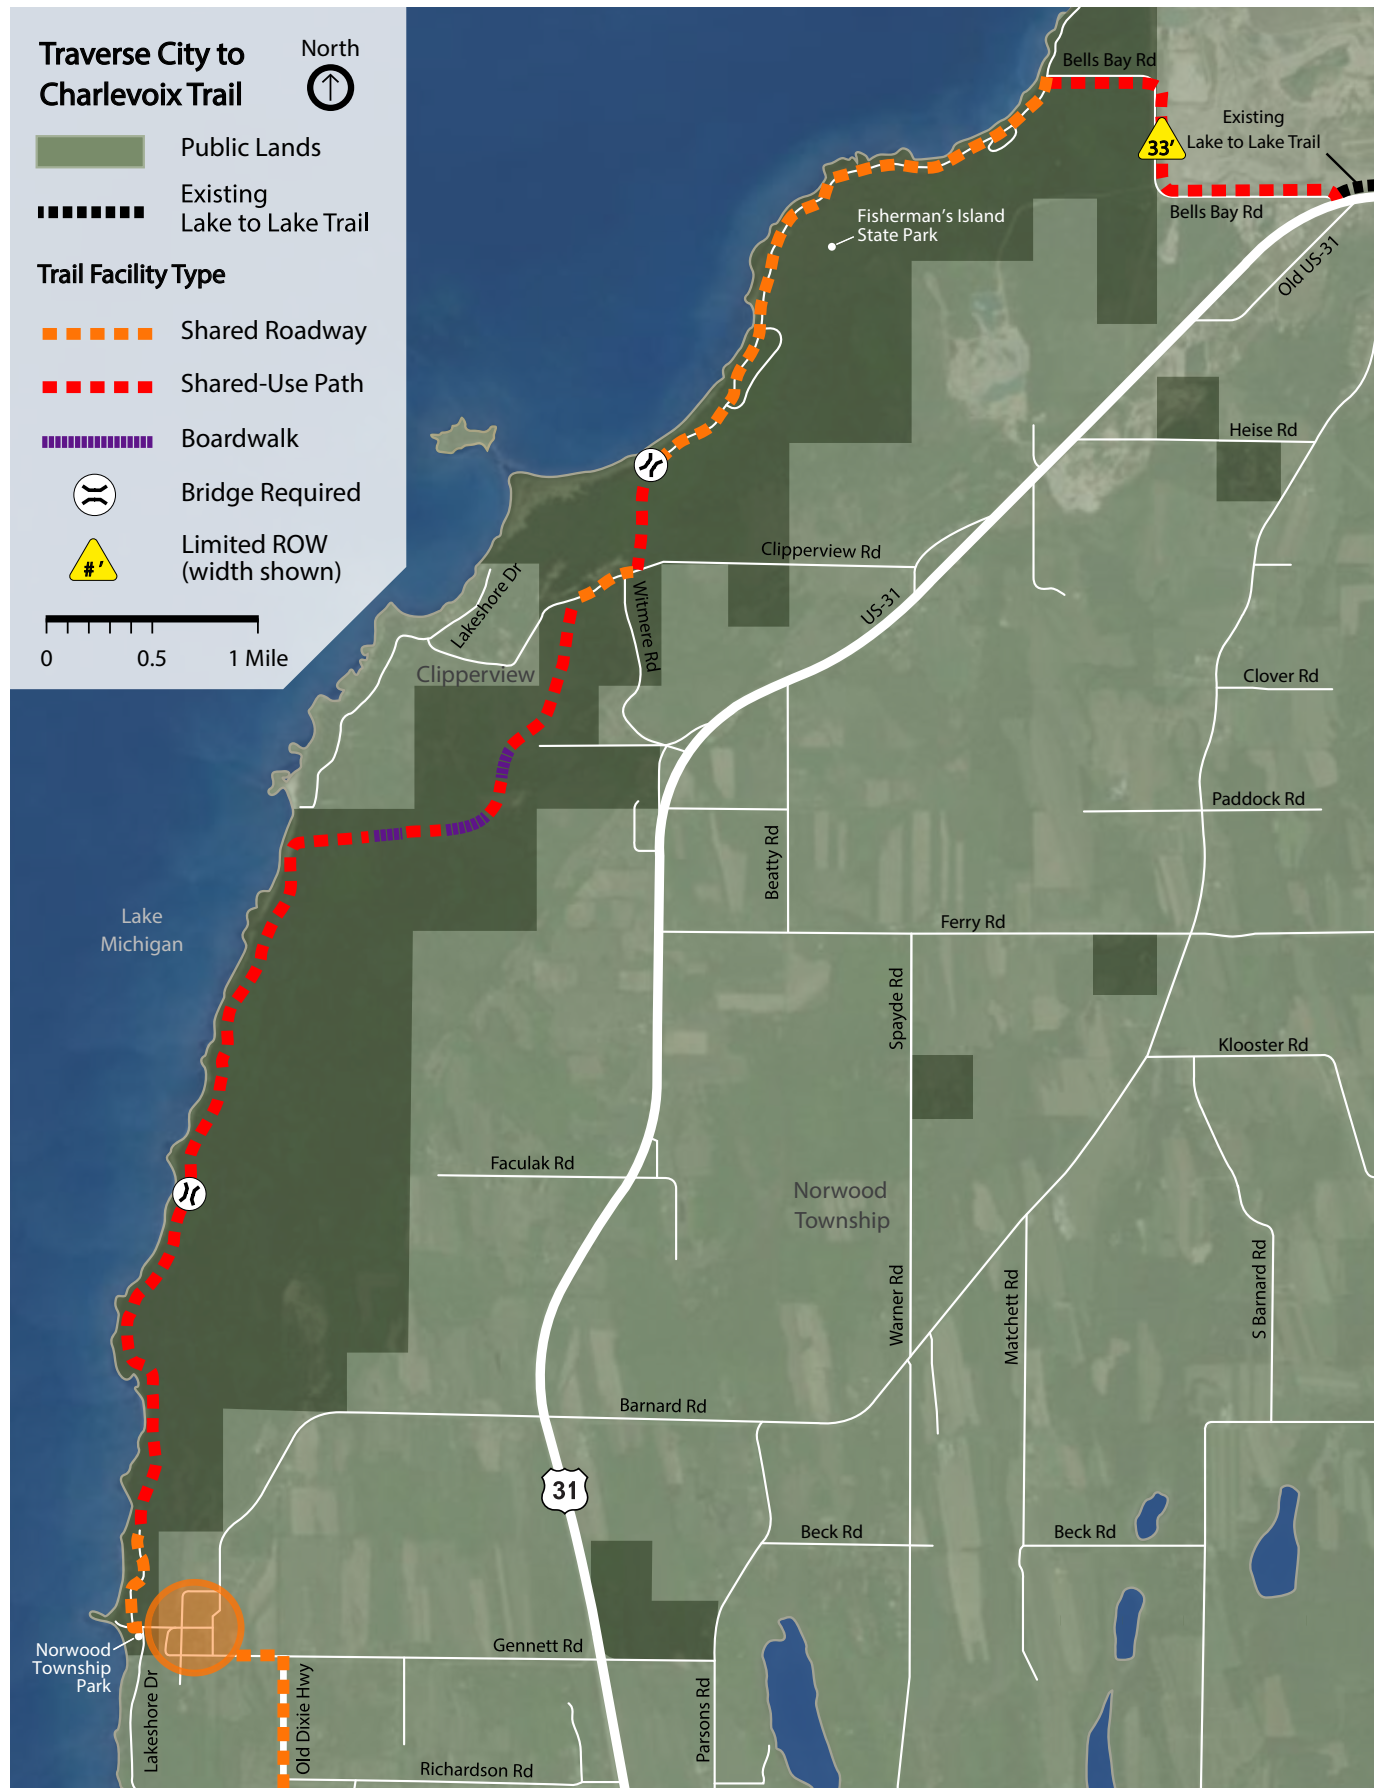 Traverse City to
Charlevoix Trail
North
Public Lands
Existing
Lake to Lake Trail
Trail Facility Type
Shared Roadway
Shared-Use Path
Boardwalk
Bridge Required
#'
Limited ROW
(width shown)
0 0.5 1 Mile
Bells Bay Rd
Existing
Lake to Lake Trail
33'
Bells Bay Rd
Old US-31
Fisherman's Island
State Park
Heise Rd
Clipperview Rd
US-31
Lakeshore Dr
Witmere Rd
Clipperview
Clover Rd
Paddock Rd
Beatty Rd
Lake
Michigan
Ferry Rd
Spayde Rd
Klooster Rd
Faculak Rd
Norwood
Township
Warner Rd
Matchett Rd
S Barnard Rd
Barnard Rd
31
Beck Rd
Beck Rd
Gennett Rd
Norwood
Township
Park
Lakeshore Dr
Old Dixie Hwy
Parsons Rd
Richardson Rd